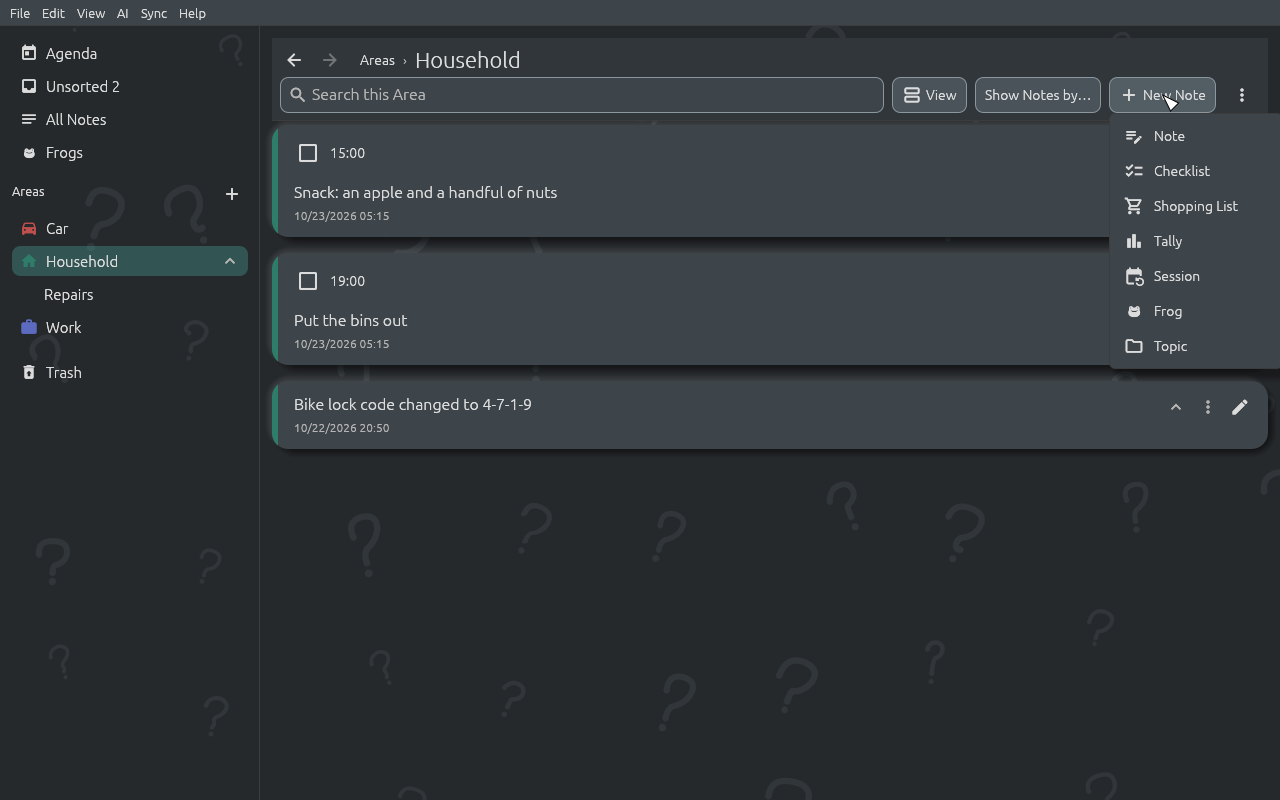 File Edit View AI Sync Help
Agenda
Unsorted 2
All Notes
Frogs
Areas
Car
Household
Repairs
Work
Trash
Areas › Household
Search this Area
View
Show Notes by...
New Note
Note
Checklist
Shopping List
Tally
Session
Frog
Topic
15:00
Snack: an apple and a handful of nuts
10/23/2026 05:15
19:00
Put the bins out
10/23/2026 05:15
Bike lock code changed to 4-7-1-9
10/22/2026 20:50